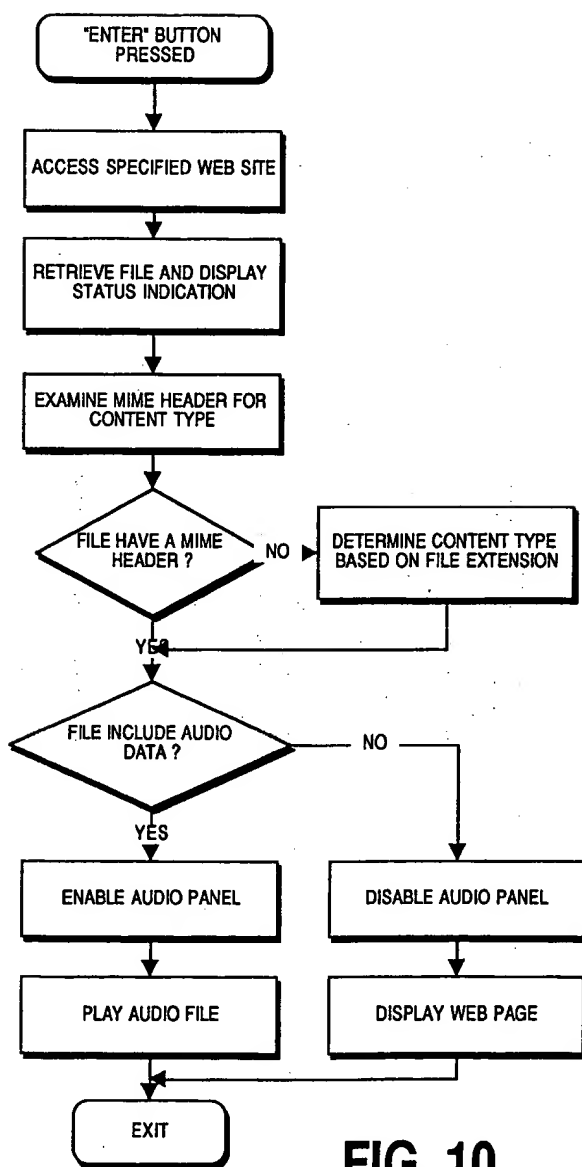 "ENTER" BUTTON
PRESSED
ACCESS SPECIFIED WEB SITE
RETRIEVE FILE AND DISPLAY
STATUS INDICATION
EXAMINE MIME HEADER FOR
CONTENT TYPE
FILE HAVE A MIME
HEADER ?
NO
DETERMINE CONTENT TYPE
BASED ON FILE EXTENSION
YES
FILE INCLUDE AUDIO
DATA ?
NO
YES
ENABLE AUDIO PANEL
DISABLE AUDIO PANEL
PLAY AUDIO FILE
DISPLAY WEB PAGE
EXIT
FIG. 10